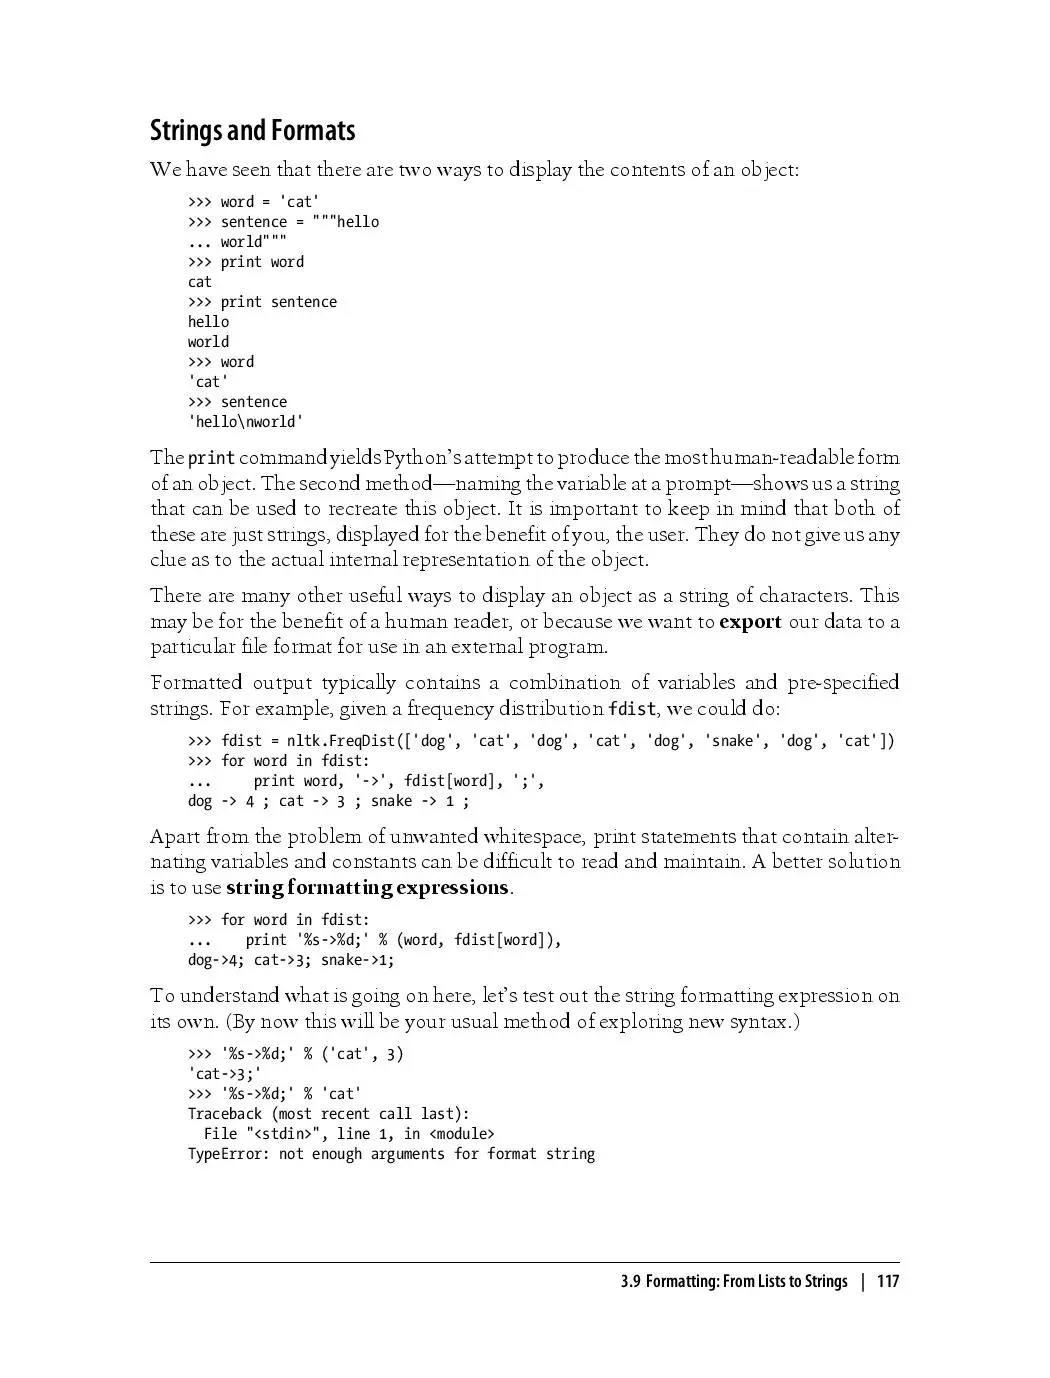 Strings and Formats
We have seen that there are two ways to display the contents of an object:
>>> word = 'cat'
>>> sentence = """hello
... world"""
>>> print word
cat
>>> print sentence
hello
world
>>> word
'cat'
>>> sentence
'hello\nworld'
The print command yields Python’s attempt to produce the most human-readable form
of an object. The second method—naming the variable at a prompt—shows us a string
that can be used to recreate this object. It is important to keep in mind that both of
these are just strings, displayed for the benefit of you, the user. They do not give us any
clue as to the actual internal representation of the object.
There are many other useful ways to display an object as a string of characters. This
may be for the benefit of a human reader, or because we want to export our data to a
particular file format for use in an external program.
Formatted output typically contains a combination of variables and pre-specified
strings. For example, given a frequency distribution fdist, we could do:
>>> fdist = nltk.FreqDist(['dog', 'cat', 'dog', 'cat', 'dog', 'snake', 'dog', 'cat'])
>>> for word in fdist:
...     print word, '->', fdist[word], ';',
dog -> 4 ; cat -> 3 ; snake -> 1 ;
Apart from the problem of unwanted whitespace, print statements that contain alter-
nating variables and constants can be difficult to read and maintain. A better solution
is to use string formatting expressions.
>>> for word in fdist:
...    print '%s->%d;' % (word, fdist[word]),
dog->4; cat->3; snake->1;
To understand what is going on here, let’s test out the string formatting expression on
its own. (By now this will be your usual method of exploring new syntax.)
>>> '%s->%d;' % ('cat', 3)
'cat->3;'
>>> '%s->%d;' % 'cat'
Traceback (most recent call last):
  File "<stdin>", line 1, in <module>
TypeError: not enough arguments for format string
3.9 Formatting: From Lists to Strings | 117